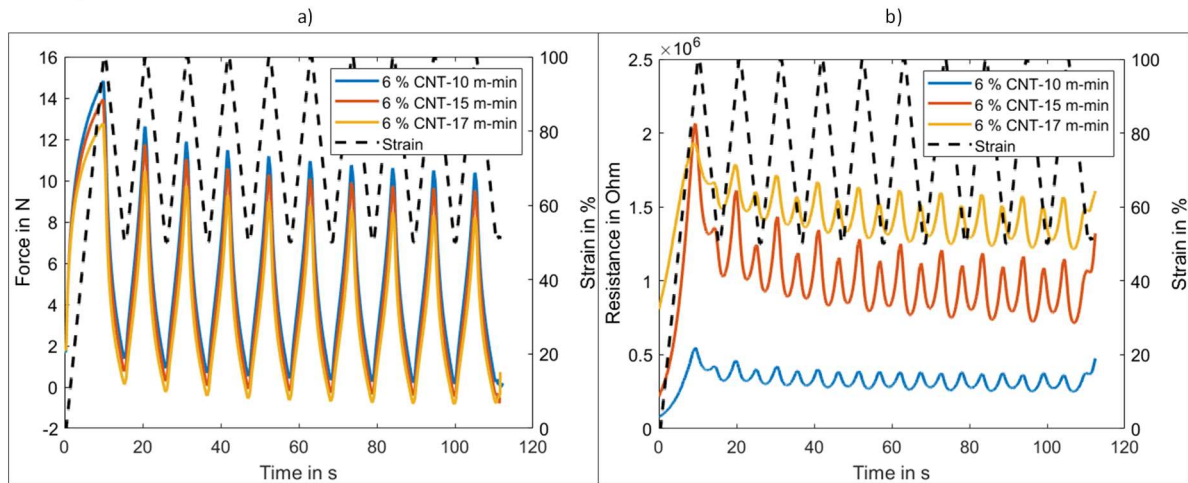 a)
16
14
12
10
8
6
4
2
0
-2
Force in N
0
20
40
60
80
100
120
Time in s
100
80
60
40
20
0
Strain in %
6 % CNT-10 m-min
6 % CNT-15 m-min
6 % CNT-17 m-min
Strain
b)
×10⁶
2.5
2
1.5
1
0.5
0
Resistance in Ohm
0
20
40
60
80
100
120
Time in s
100
80
60
40
20
0
Strain in %
6 % CNT-10 m-min
6 % CNT-15 m-min
6 % CNT-17 m-min
Strain